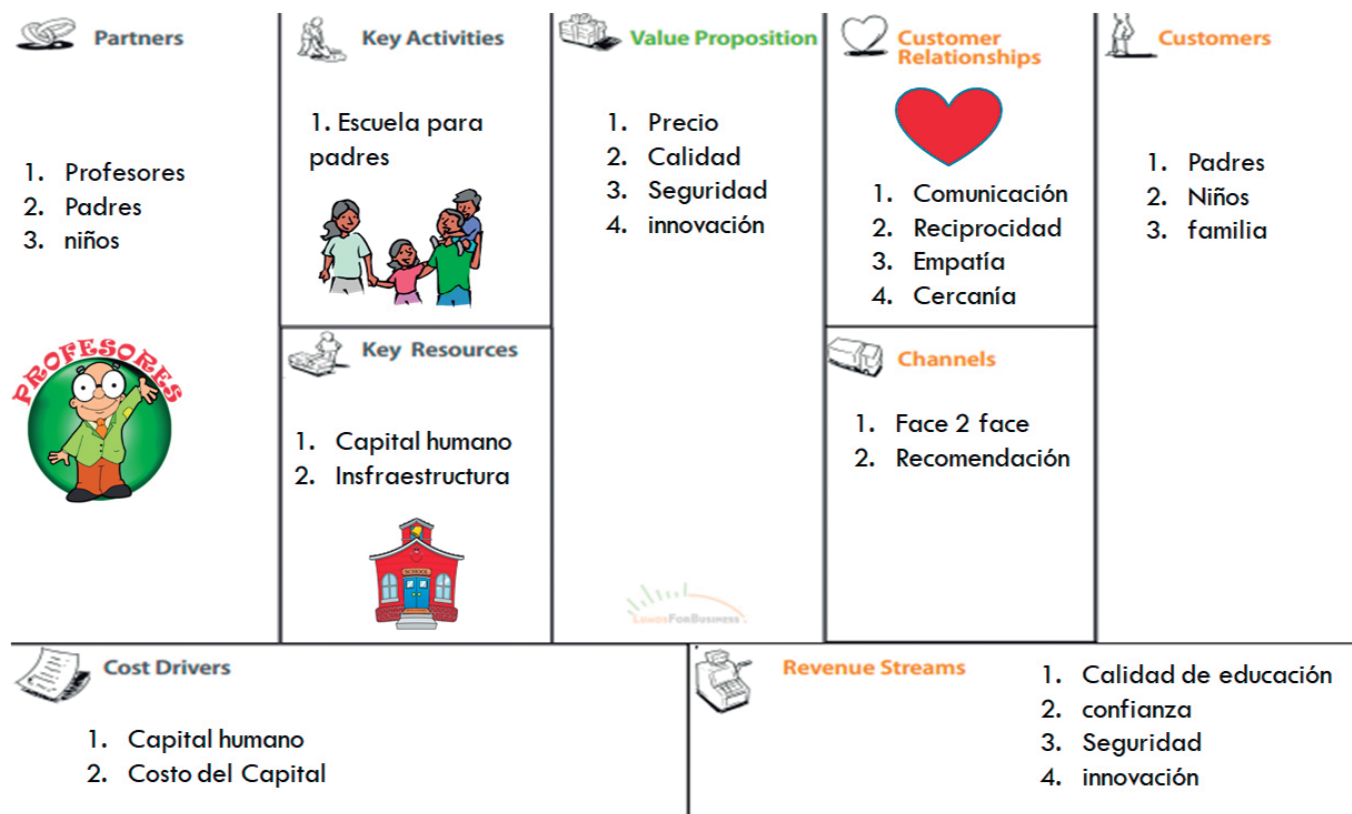 Partners
1. Profesores
2. Padres
3. niños
PROFESORES
Key Activities
1. Escuela para
padres
Key Resources
1. Capital humano
2. Insfraestructura
SCHOOL
Value Proposition
1. Precio
2. Calidad
3. Seguridad
4. innovación
Customer
Relationships
1. Comunicación
2. Reciprocidad
3. Empatía
4. Cercanía
Channels
1. Face 2 face
2. Recomendación
Customers
1. Padres
2. Niños
3. familia
Cost Drivers
1. Capital humano
2. Costo del Capital
Revenue Streams
1. Calidad de educación
2. confianza
3. Seguridad
4. innovación